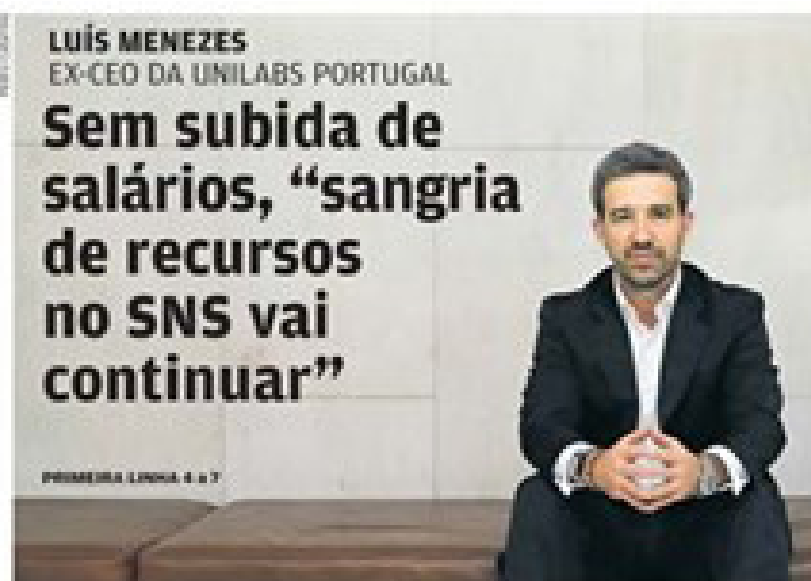 LUÍS MENEZES
EX-CEO DA UNILABS PORTUGAL
Sem subida de
salários, “sangria
de recursos
no SNS vai
continuar”
PRIMEIRA LINHA 4 a 7